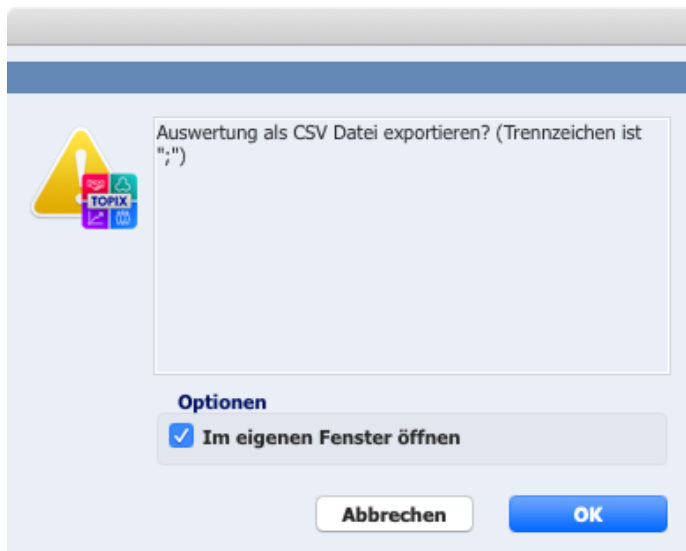 Auswertung als CSV Datei exportieren? (Trennzeichen ist
";")
TOPIX
Optionen
Im eigenen Fenster öffnen
Abbrechen
OK